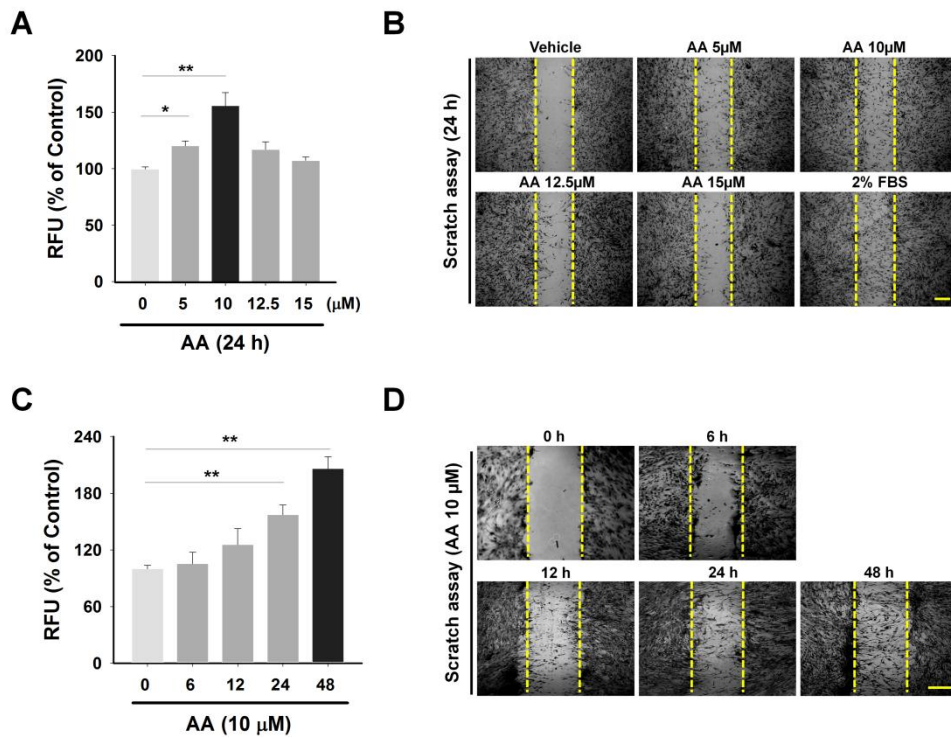 A
RFU (% of Control)
200
150
100
50
0
*
**
0 5 10 12.5 15 (μM)
AA (24 h)
B
Scratch assay (24 h)
Vehicle AA 5μM AA 10μM
AA 12.5μM AA 15μM 2% FBS
C
RFU (% of Control)
240
180
120
60
0
**
**
0 6 12 24 48
AA (10 μM)
D
Scratch assay (AA 10 μM)
0 h 6 h
12 h 24 h 48 h